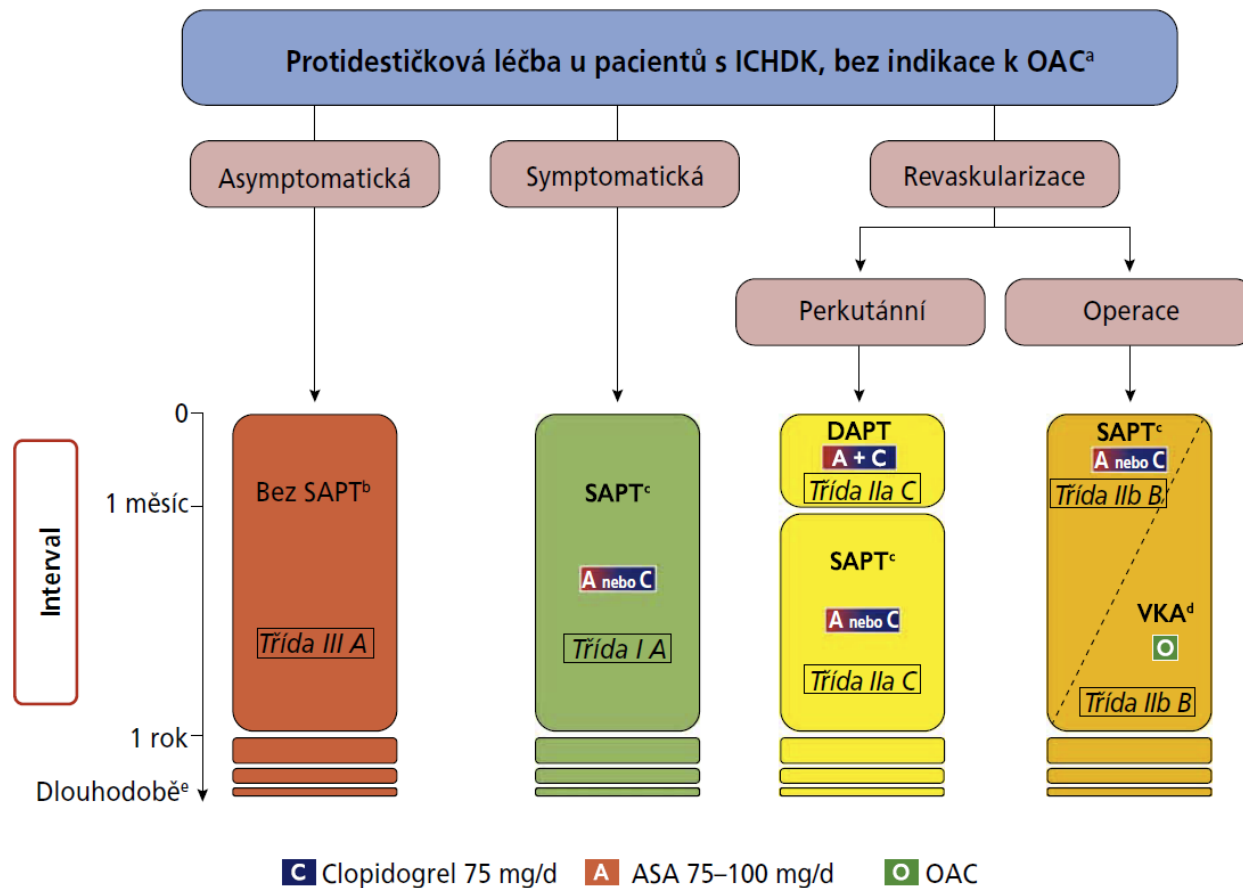 Protidestičková léčba u pacientů s ICHDK, bez indikace k OACᵃ
Asymptomatická
Symptomatická
Revaskularizace
Perkutánní
Operace
Interval
0
1 měsíc
1 rok
Dlouhodoběᵉ
Bez SAPTᵇ
Třída III A
SAPTᶜ
A nebo C
Třída I A
DAPT
A + C
Třída IIa C
SAPTᶜ
A nebo C
Třída IIa C
SAPTᶜ
A nebo C
Třída IIb B
VKAᵈ
O
Třída IIb B
C Clopidogrel 75 mg/d A ASA 75–100 mg/d O OAC